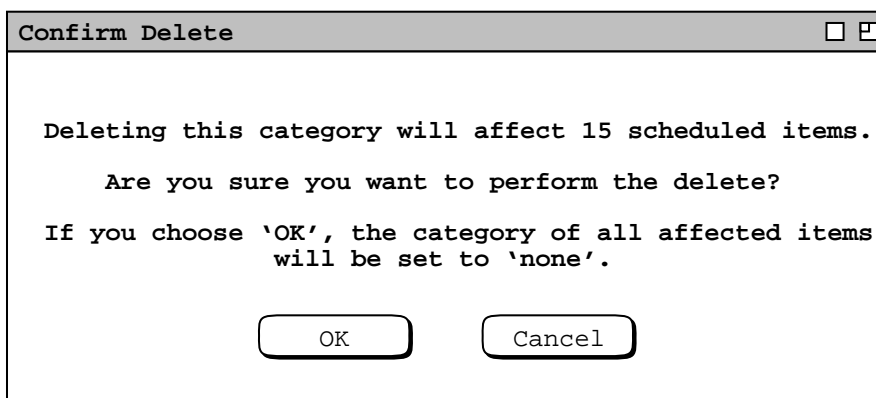 Confirm Delete
Deleting this category will affect 15 scheduled items.
Are you sure you want to perform the delete?
If you choose ‘OK’, the category of all affected items
will be set to ‘none’.
OK
Cancel